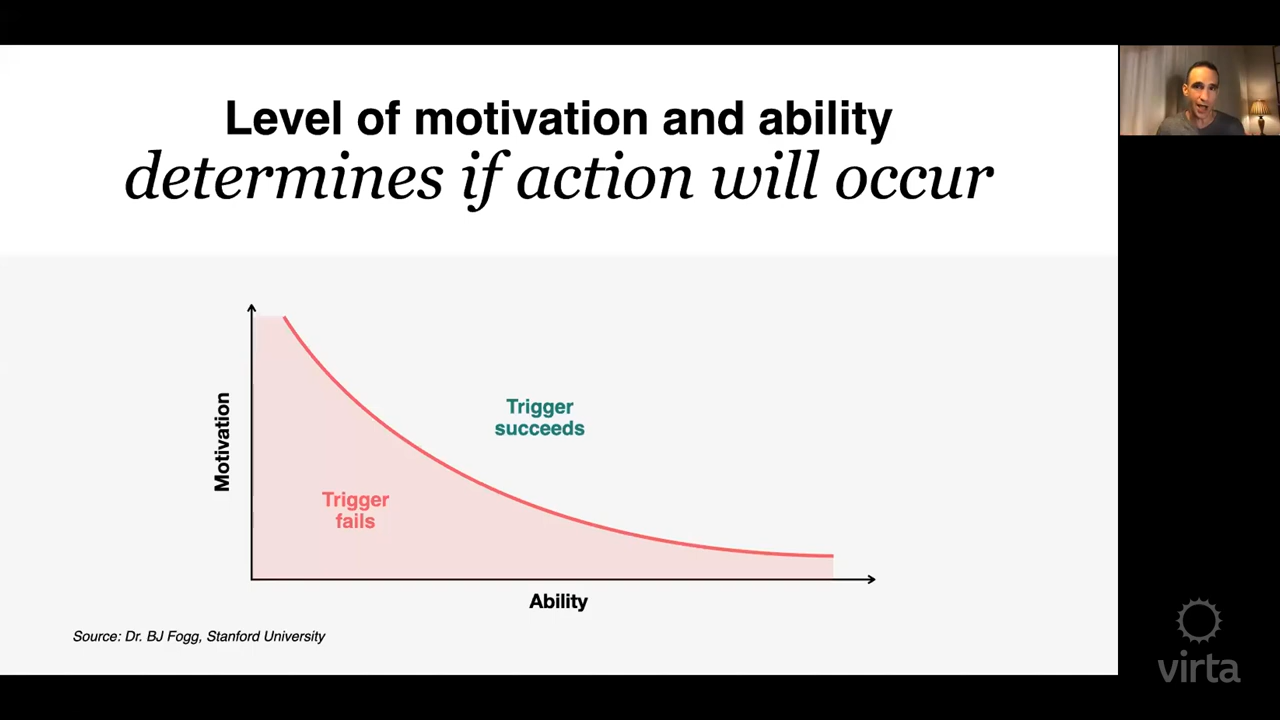 Level of motivation and ability
determines if action will occur
Motivation
Trigger
succeeds
Trigger
fails
Ability
Source: Dr. BJ Fogg, Stanford University
virta